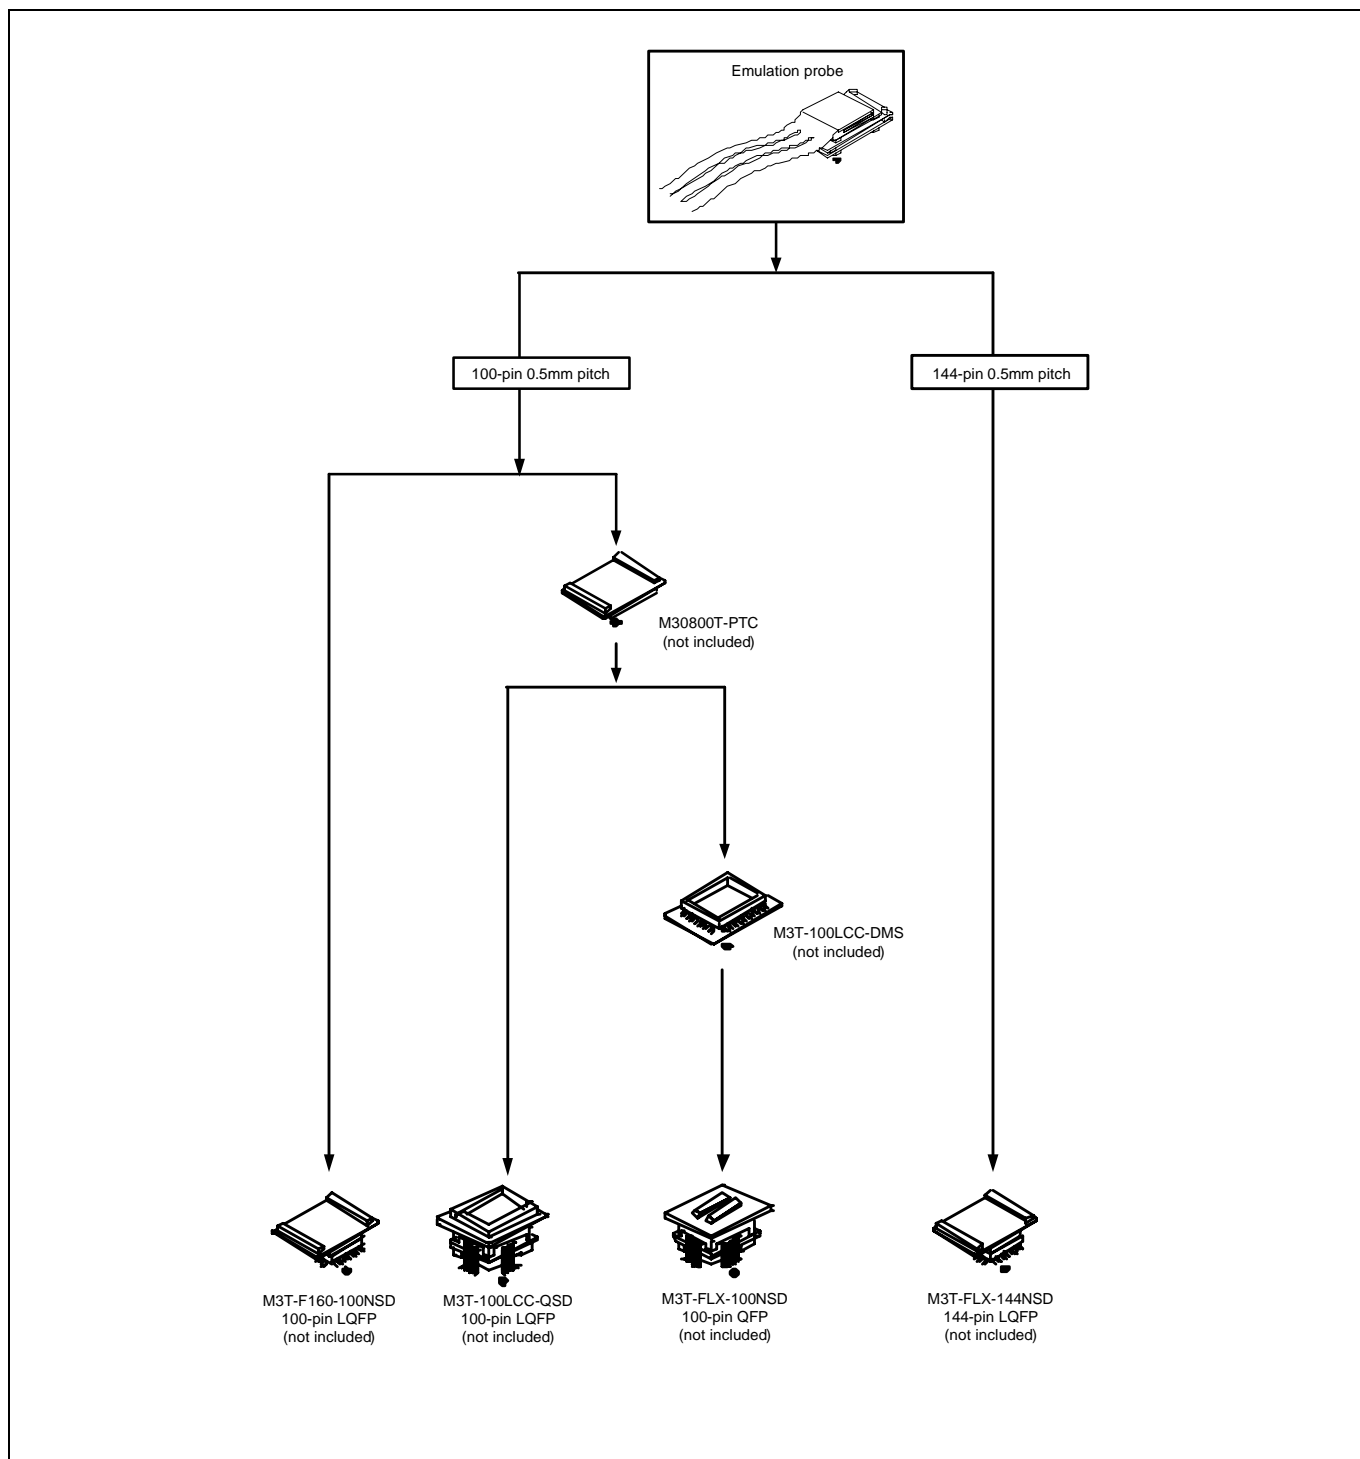 Emulation probe
100-pin 0.5mm pitch
144-pin 0.5mm pitch
M30800T-PTC
(not included)
M3T-100LCC-DMS
(not included)
M3T-F160-100NSD
100-pin LQFP
(not included)
M3T-100LCC-QSD
100-pin LQFP
(not included)
M3T-FLX-100NSD
100-pin QFP
(not included)
M3T-FLX-144NSD
144-pin LQFP
(not included)